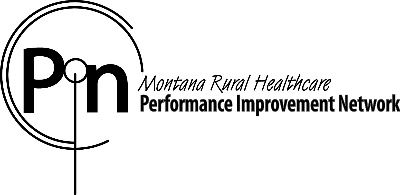 Pin
Montana Rural Healthcare
Performance Improvement Network